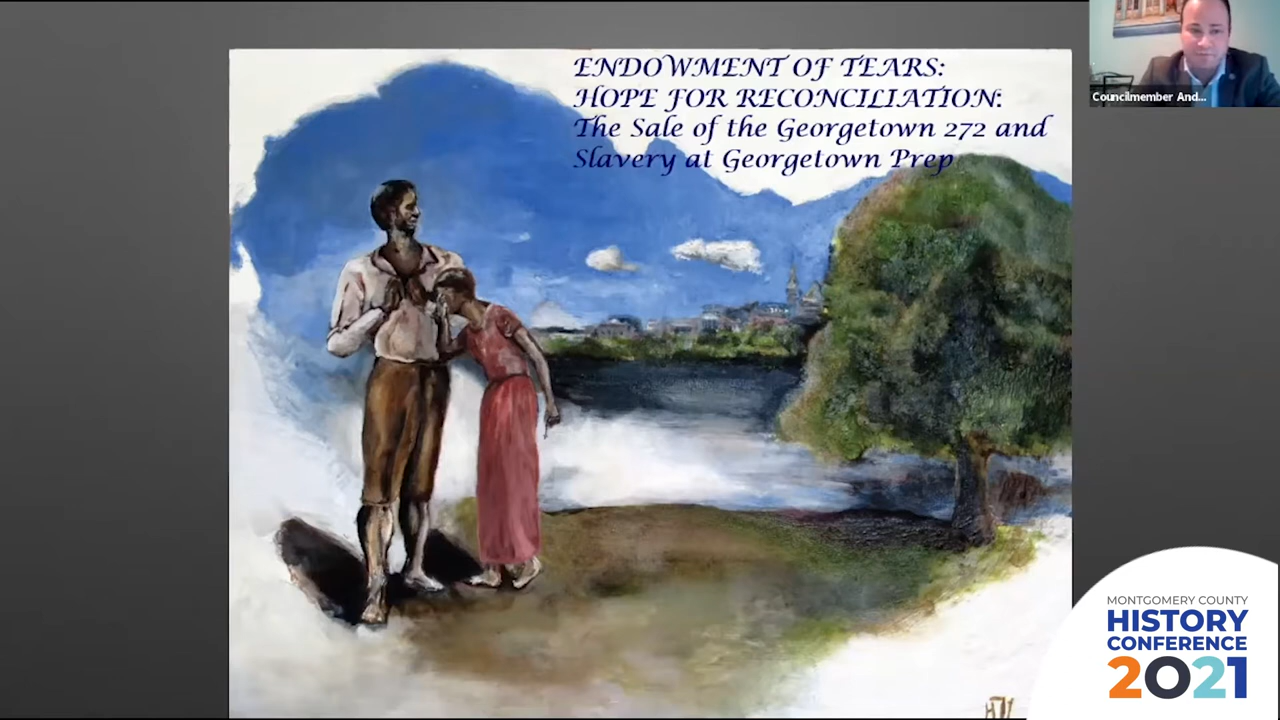 ENDOWMENT OF TEARS:
HOPE FOR RECONCILIATION:
The Sale of the Georgetown 272 and
Slavery at Georgetown Prep
Councilmember And...
MONTGOMERY COUNTY
HISTORY
CONFERENCE
2021